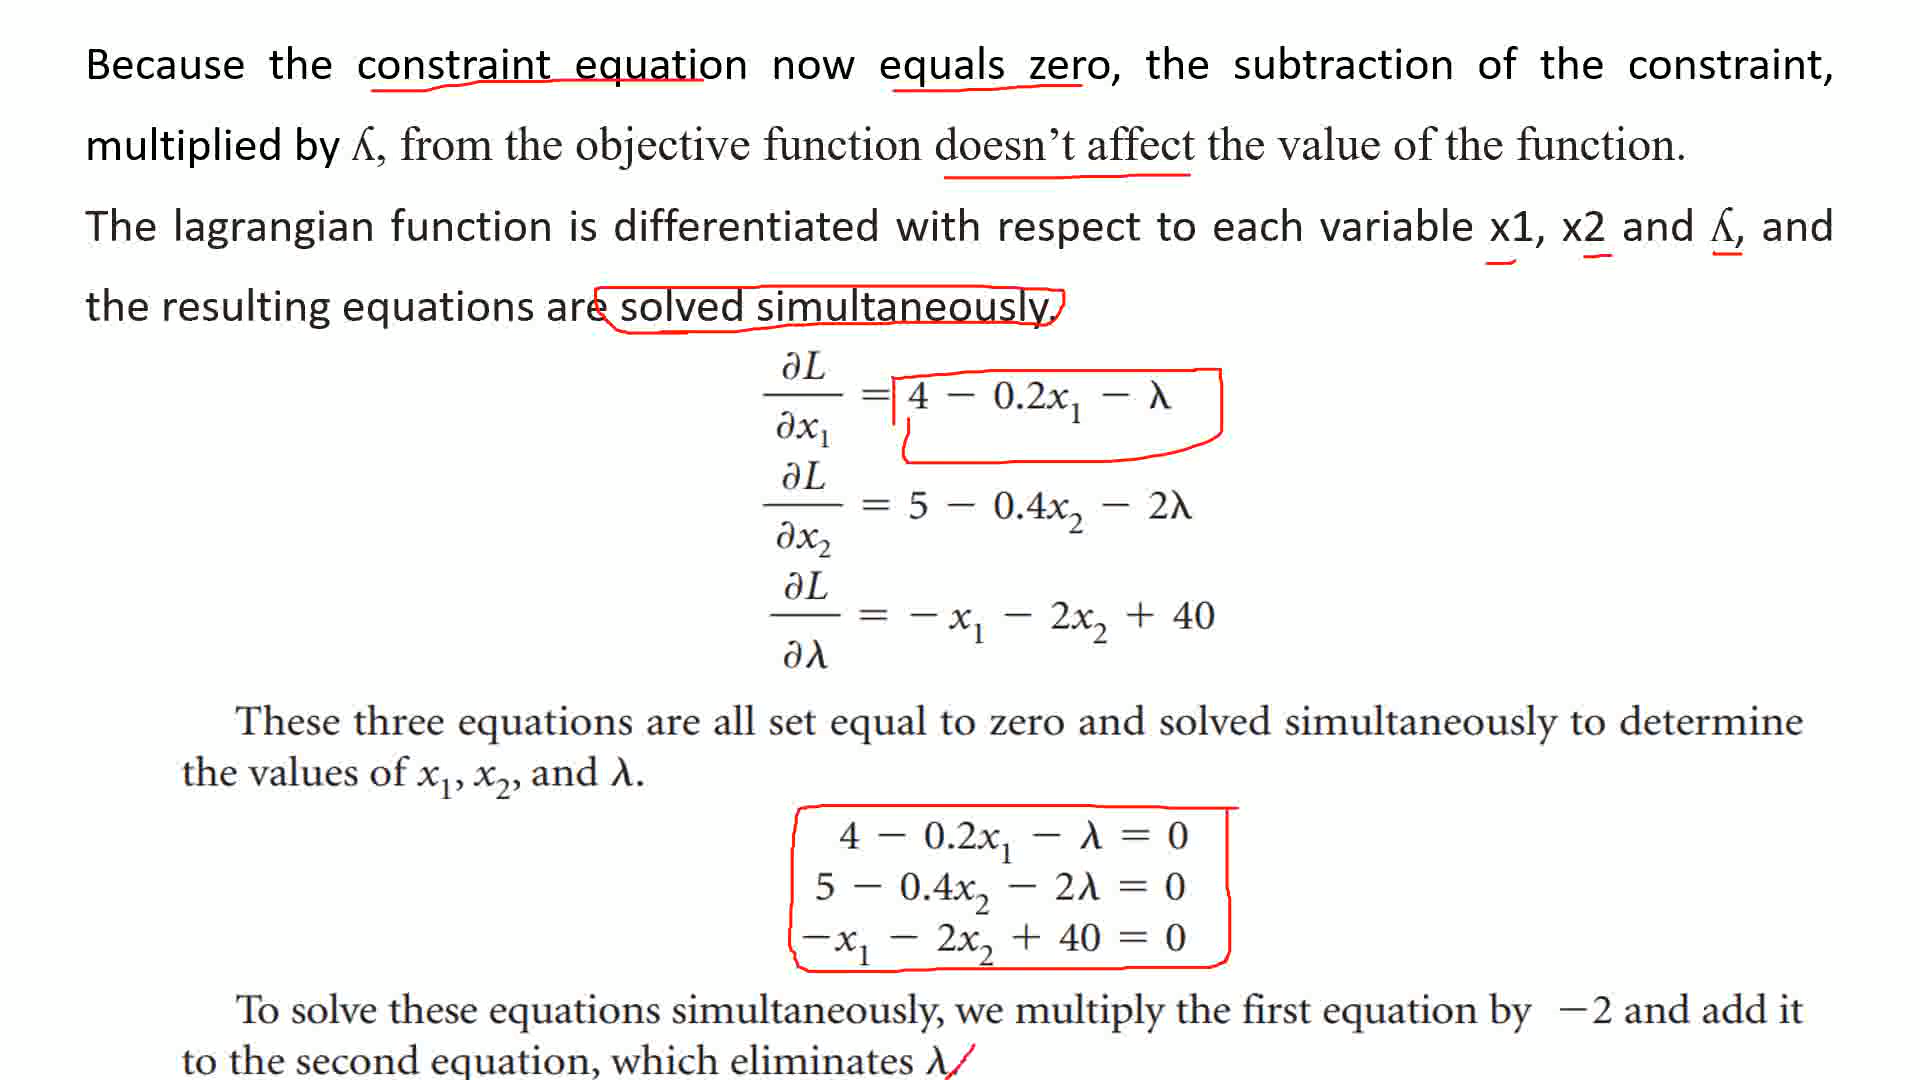 Because the constraint equation now equals zero, the subtraction of the constraint,
multiplied by ʎ, from the objective function doesn’t affect the value of the function.
The lagrangian function is differentiated with respect to each variable x1, x2 and ʎ, and
the resulting equations are solved simultaneously.
∂L/∂x₁ = 4 − 0.2x₁ − λ
∂L/∂x₂ = 5 − 0.4x₂ − 2λ
∂L/∂λ = −x₁ − 2x₂ + 40
These three equations are all set equal to zero and solved simultaneously to determine
the values of x₁, x₂, and λ.
4 − 0.2x₁ − λ = 0
5 − 0.4x₂ − 2λ = 0
−x₁ − 2x₂ + 40 = 0
To solve these equations simultaneously, we multiply the first equation by −2 and add it
to the second equation, which eliminates λ